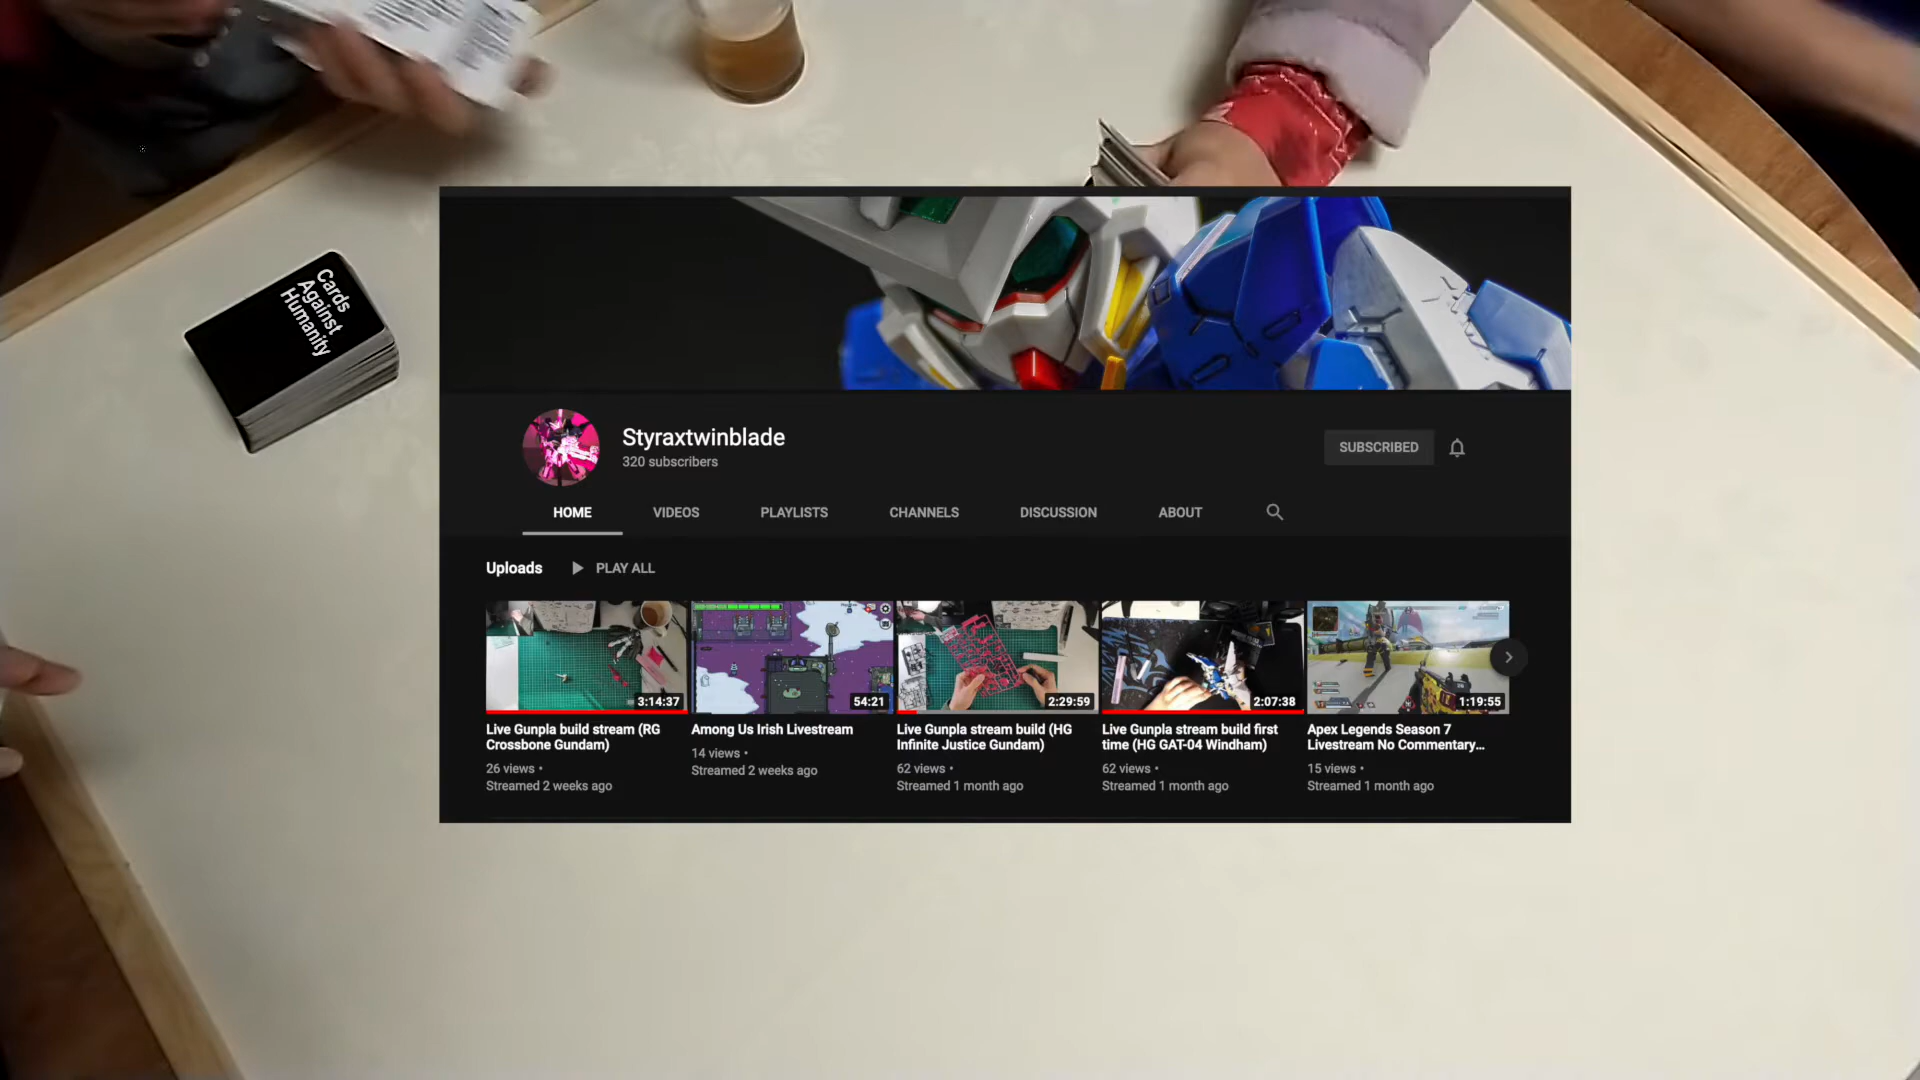 Cards
Against
Humanity
Styraxtwinblade
320 subscribers
SUBSCRIBED
HOME
VIDEOS
PLAYLISTS
CHANNELS
DISCUSSION
ABOUT
Uploads
PLAY ALL
3:14:37
54:21
2:29:59
2:07:38
1:19:55
Live Gunpla build stream (RG
Crossbone Gundam)
26 views •
Streamed 2 weeks ago
Among Us Irish Livestream
14 views •
Streamed 2 weeks ago
Live Gunpla stream build (HG
Infinite Justice Gundam)
62 views •
Streamed 1 month ago
Live Gunpla stream build first
time (HG GAT-04 Windham)
62 views •
Streamed 1 month ago
Apex Legends Season 7
Livestream No Commentary...
15 views •
Streamed 1 month ago